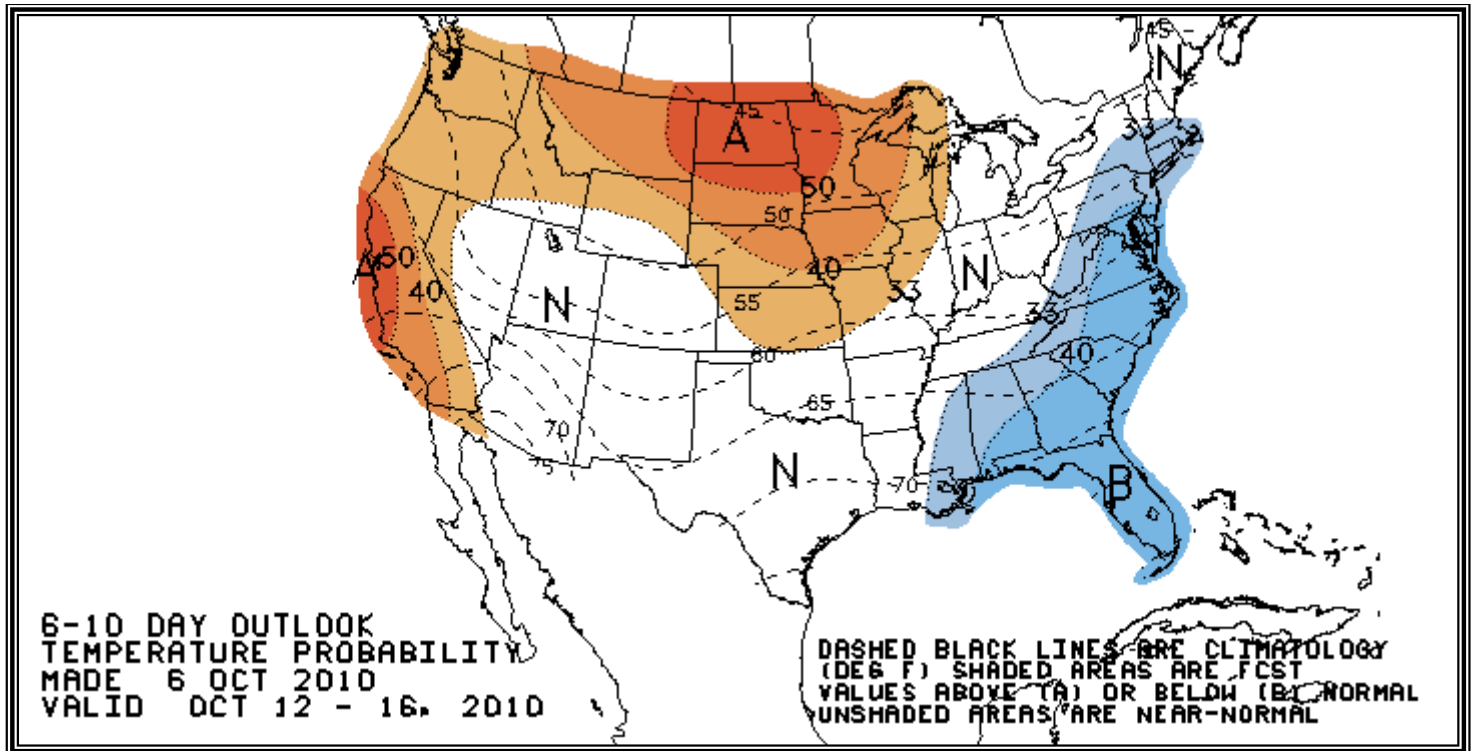 45
N
33
45
A
50
50
A
50
40
40
N
33
N
55
33
60
40
65
70
75
N
70
B
6-10 DAY OUTLOOK
TEMPERATURE PROBABILITY
MADE 6 OCT 2010
VALID OCT 12 - 16, 2010
DASHED BLACK LINES ARE CLIMATOLOGY
(DEG F) SHADED AREAS ARE FCST
VALUES ABOVE (A) OR BELOW (B) NORMAL
UNSHADED AREAS ARE NEAR-NORMAL